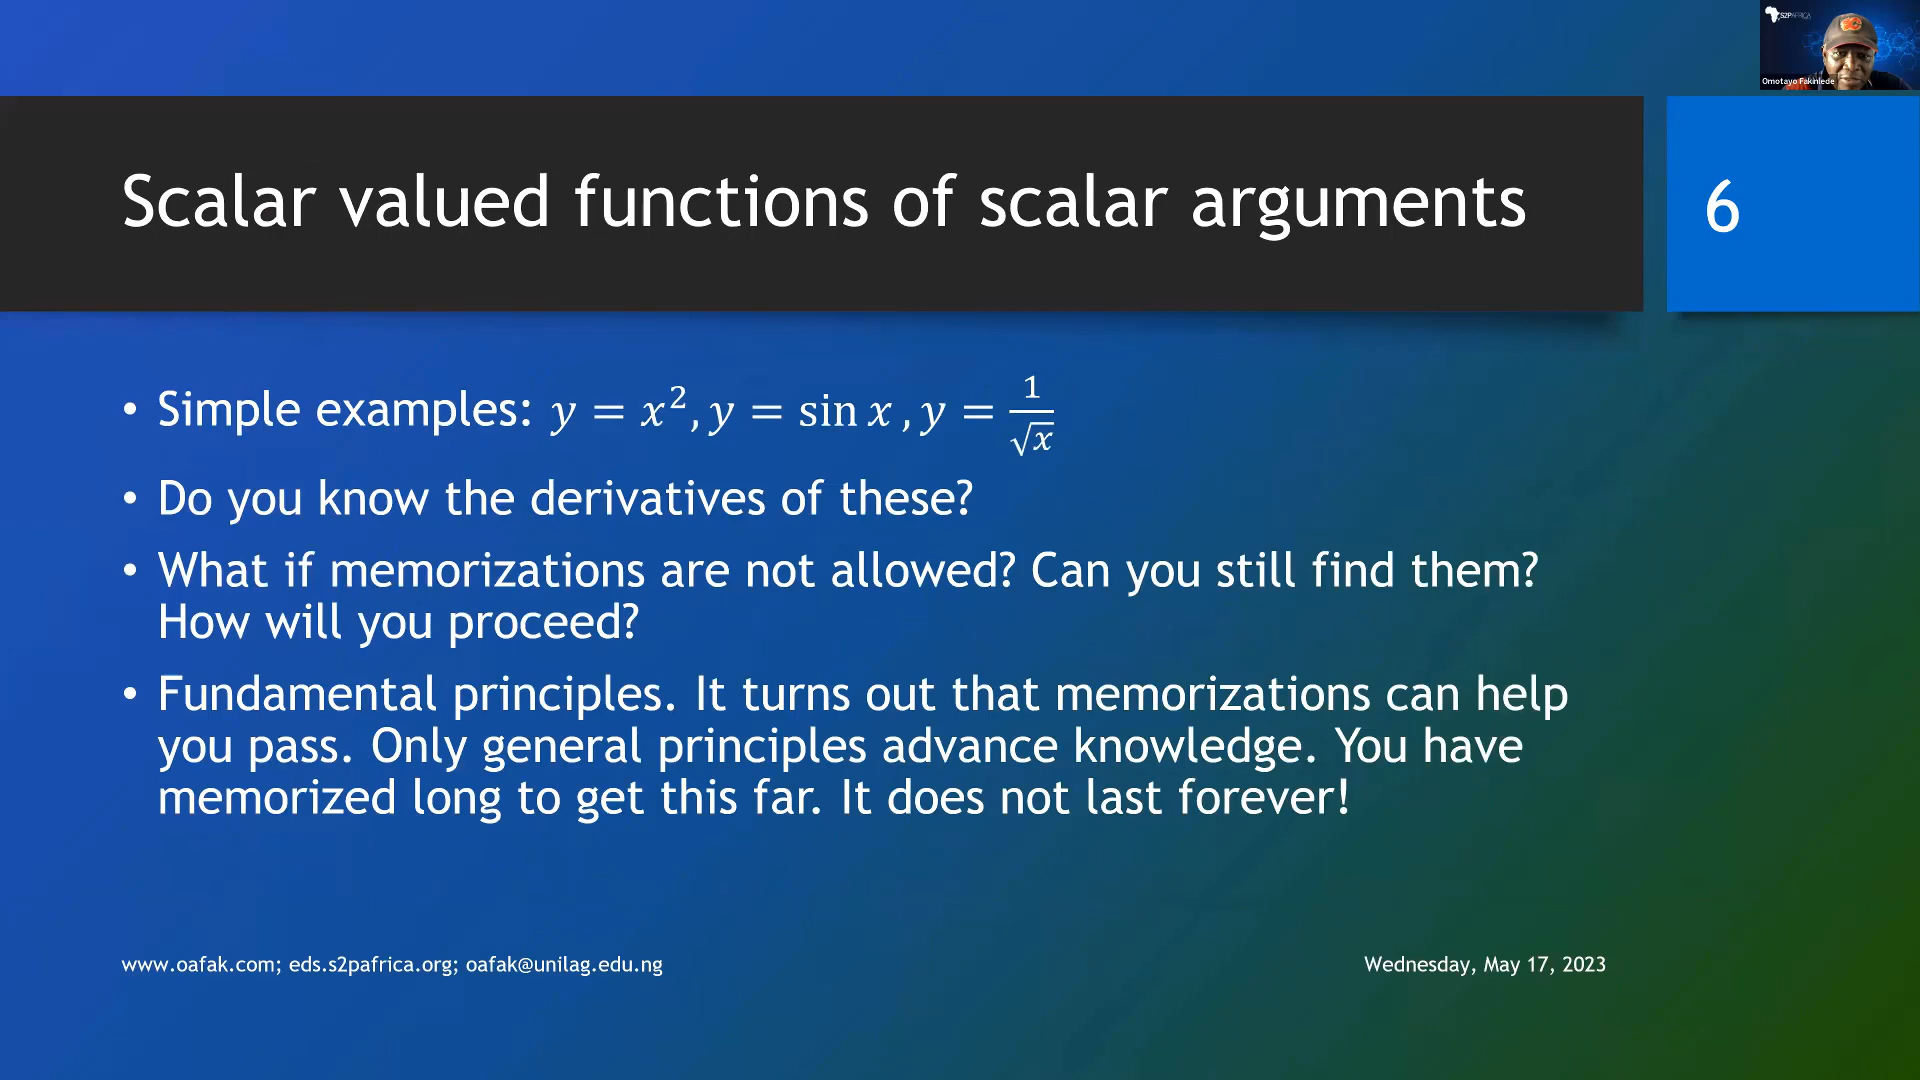 S2PAFRICA
Omotayo Fakinlede
Scalar valued functions of scalar arguments
6
• Simple examples: y = x², y = sin x , y = 1/√x
• Do you know the derivatives of these?
• What if memorizations are not allowed? Can you still find them?
How will you proceed?
• Fundamental principles. It turns out that memorizations can help
you pass. Only general principles advance knowledge. You have
memorized long to get this far. It does not last forever!
www.oafak.com; eds.s2pafrica.org; oafak@unilag.edu.ng
Wednesday, May 17, 2023